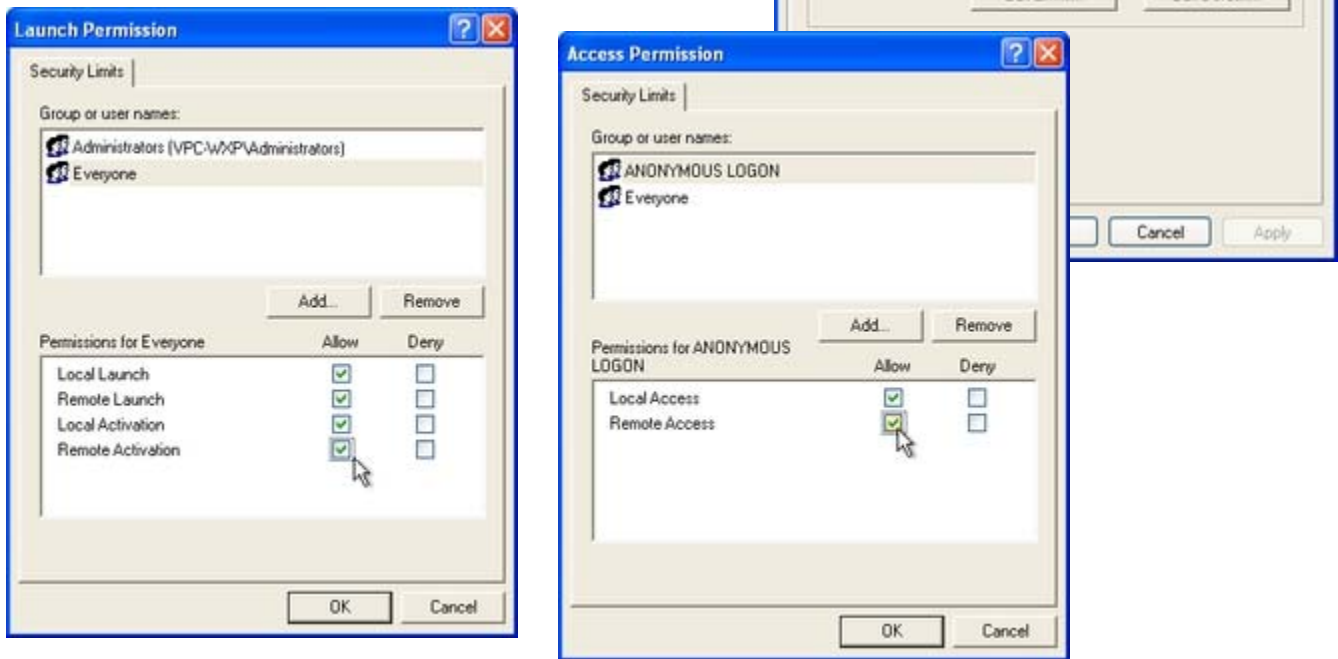 Launch Permission
Security Limits
Group or user names:
Administrators (VPC-WXP\Administrators)
Everyone
Add... Remove
Permissions for Everyone Allow Deny
Local Launch
Remote Launch
Local Activation
Remote Activation
OK Cancel
Access Permission
Security Limits
Group or user names:
ANONYMOUS LOGON
Everyone
Add... Remove
Permissions for ANONYMOUS
LOGON Allow Deny
Local Access
Remote Access
OK Cancel
Cancel Apply